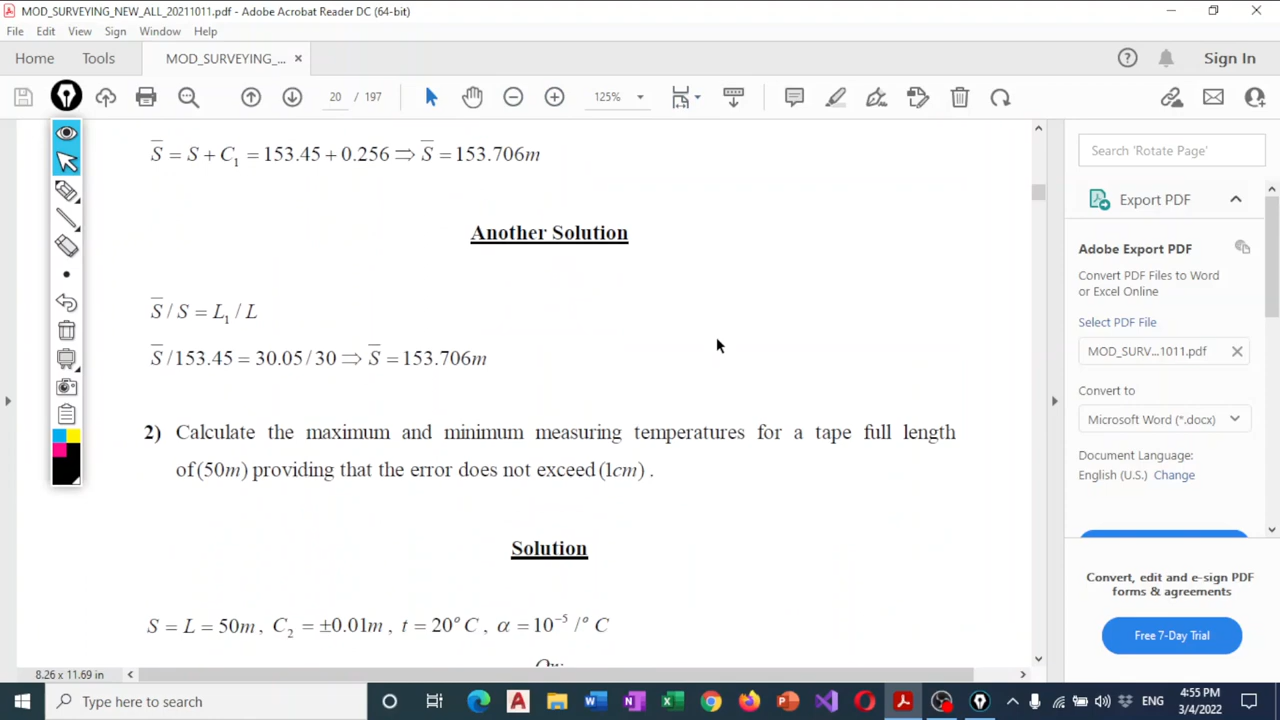 MOD_SURVEYING_NEW_ALL_20211011.pdf - Adobe Acrobat Reader DC (64-bit)
File Edit View Sign Window Help
Home Tools MOD_SURVEYING_... × Sign In
20 / 197 125%
S̅ = S + C₁ = 153.45 + 0.256 ⇒ S̅ = 153.706m
Another Solution
S̅ / S = L₁ / L
S̅ /153.45 = 30.05/30 ⇒ S̅ = 153.706m
2) Calculate the maximum and minimum measuring temperatures for a tape full length
of (50m) providing that the error does not exceed (1cm) .
Solution
S = L = 50m , C₂ = ±0.01m , t = 20° C , α = 10⁻⁵ /° C
8.26 x 11.69 in
Search 'Rotate Page'
Export PDF
Adobe Export PDF
Convert PDF Files to Word
or Excel Online
Select PDF File
MOD_SURV...1011.pdf
Convert to
Microsoft Word (*.docx)
Document Language:
English (U.S.) Change
Convert, edit and e-sign PDF
forms & agreements
Free 7-Day Trial
Type here to search
ENG
4:55 PM
3/4/2022